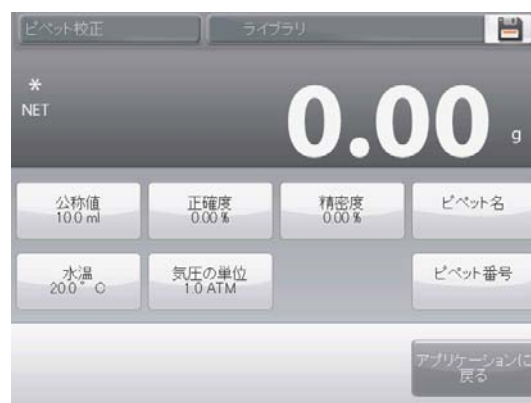 ピペット校正
ライブラリ
*
NET
0.00 g
公称値
10.0 ml
正確度
0.00 %
精密度
0.00 %
ピペット名
水温
20.0 ° C
気圧の単位
1.0 ATM
ピペット番号
アプリケーションに
戻る